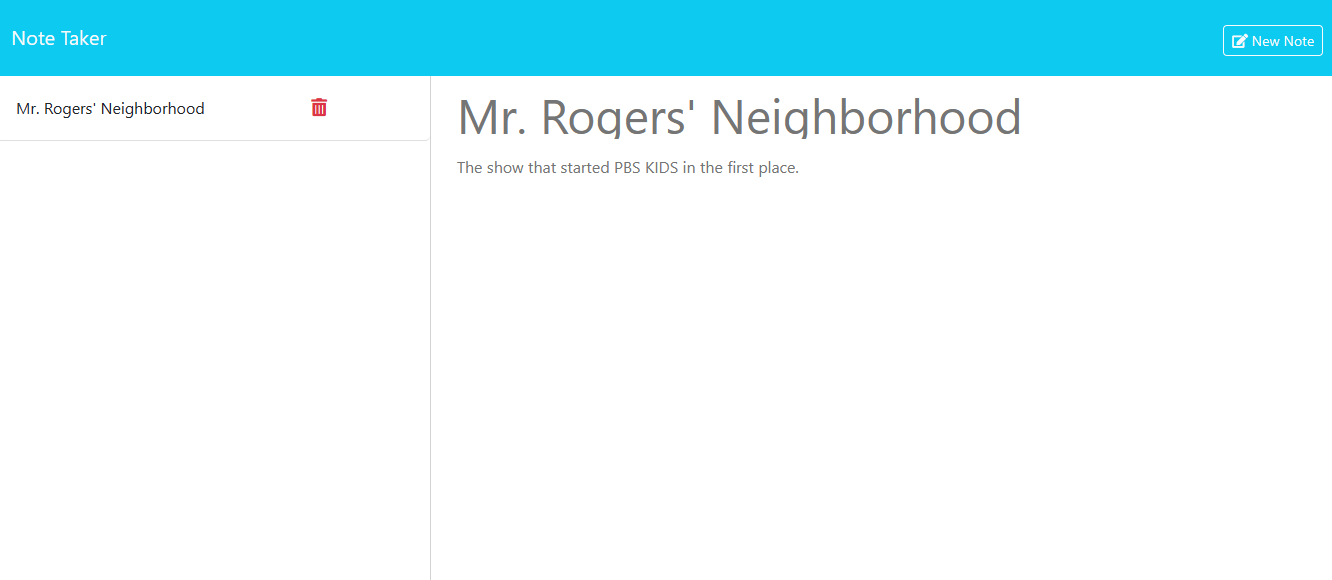 Note Taker
New Note
Mr. Rogers' Neighborhood
Mr. Rogers' Neighborhood
The show that started PBS KIDS in the first place.